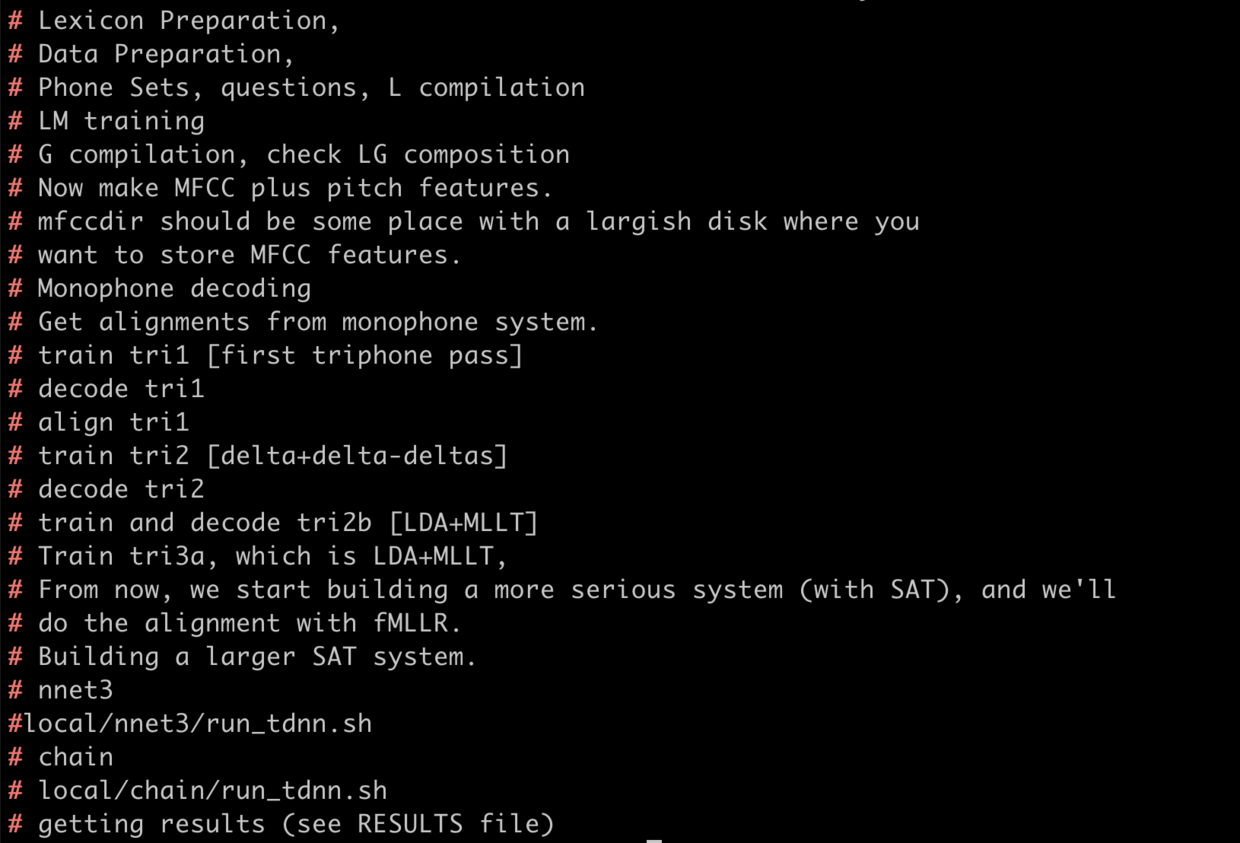 # Lexicon Preparation,
# Data Preparation,
# Phone Sets, questions, L compilation
# LM training
# G compilation, check LG composition
# Now make MFCC plus pitch features.
# mfccdir should be some place with a largish disk where you
# want to store MFCC features.
# Monophone decoding
# Get alignments from monophone system.
# train tri1 [first triphone pass]
# decode tri1
# align tri1
# train tri2 [delta+delta-deltas]
# decode tri2
# train and decode tri2b [LDA+MLLT]
# Train tri3a, which is LDA+MLLT,
# From now, we start building a more serious system (with SAT), and we'll
# do the alignment with fMLLR.
# Building a larger SAT system.
# nnet3
#local/nnet3/run_tdnn.sh
# chain
# local/chain/run_tdnn.sh
# getting results (see RESULTS file)